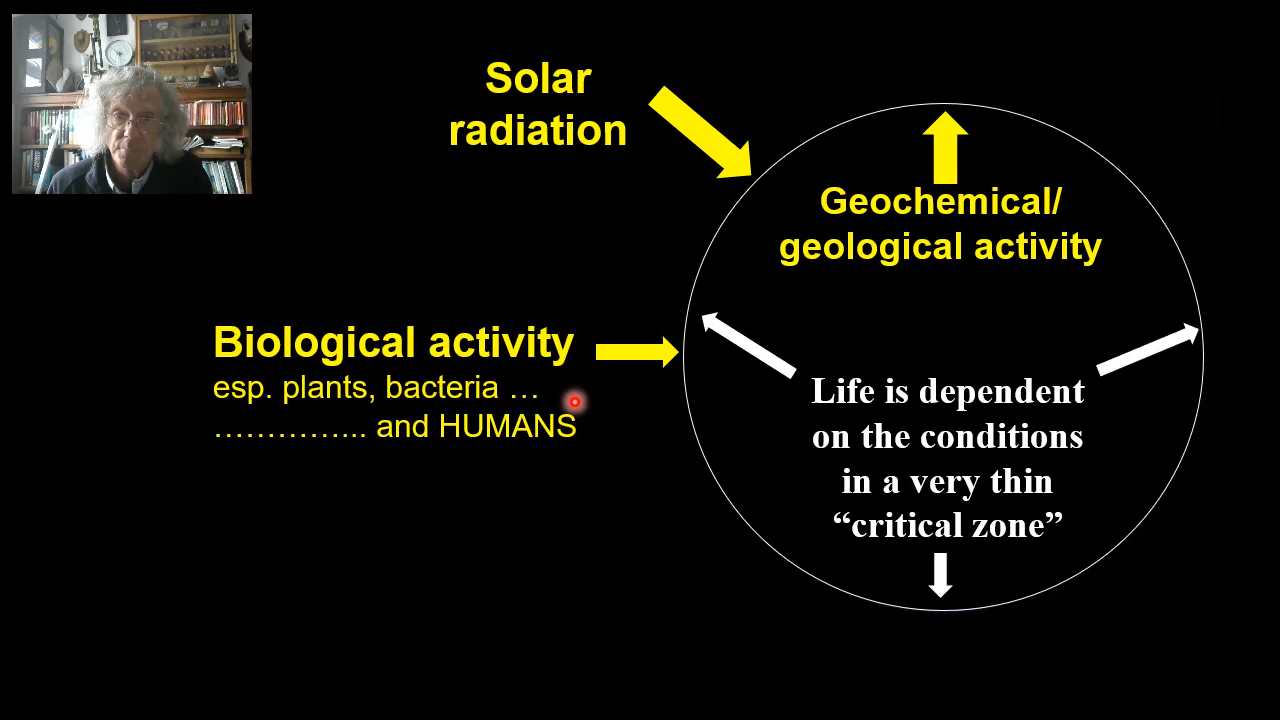 Solar
radiation
Geochemical/
geological activity
Biological activity
esp. plants, bacteria …
…………... and HUMANS
Life is dependent
on the conditions
in a very thin
“critical zone”